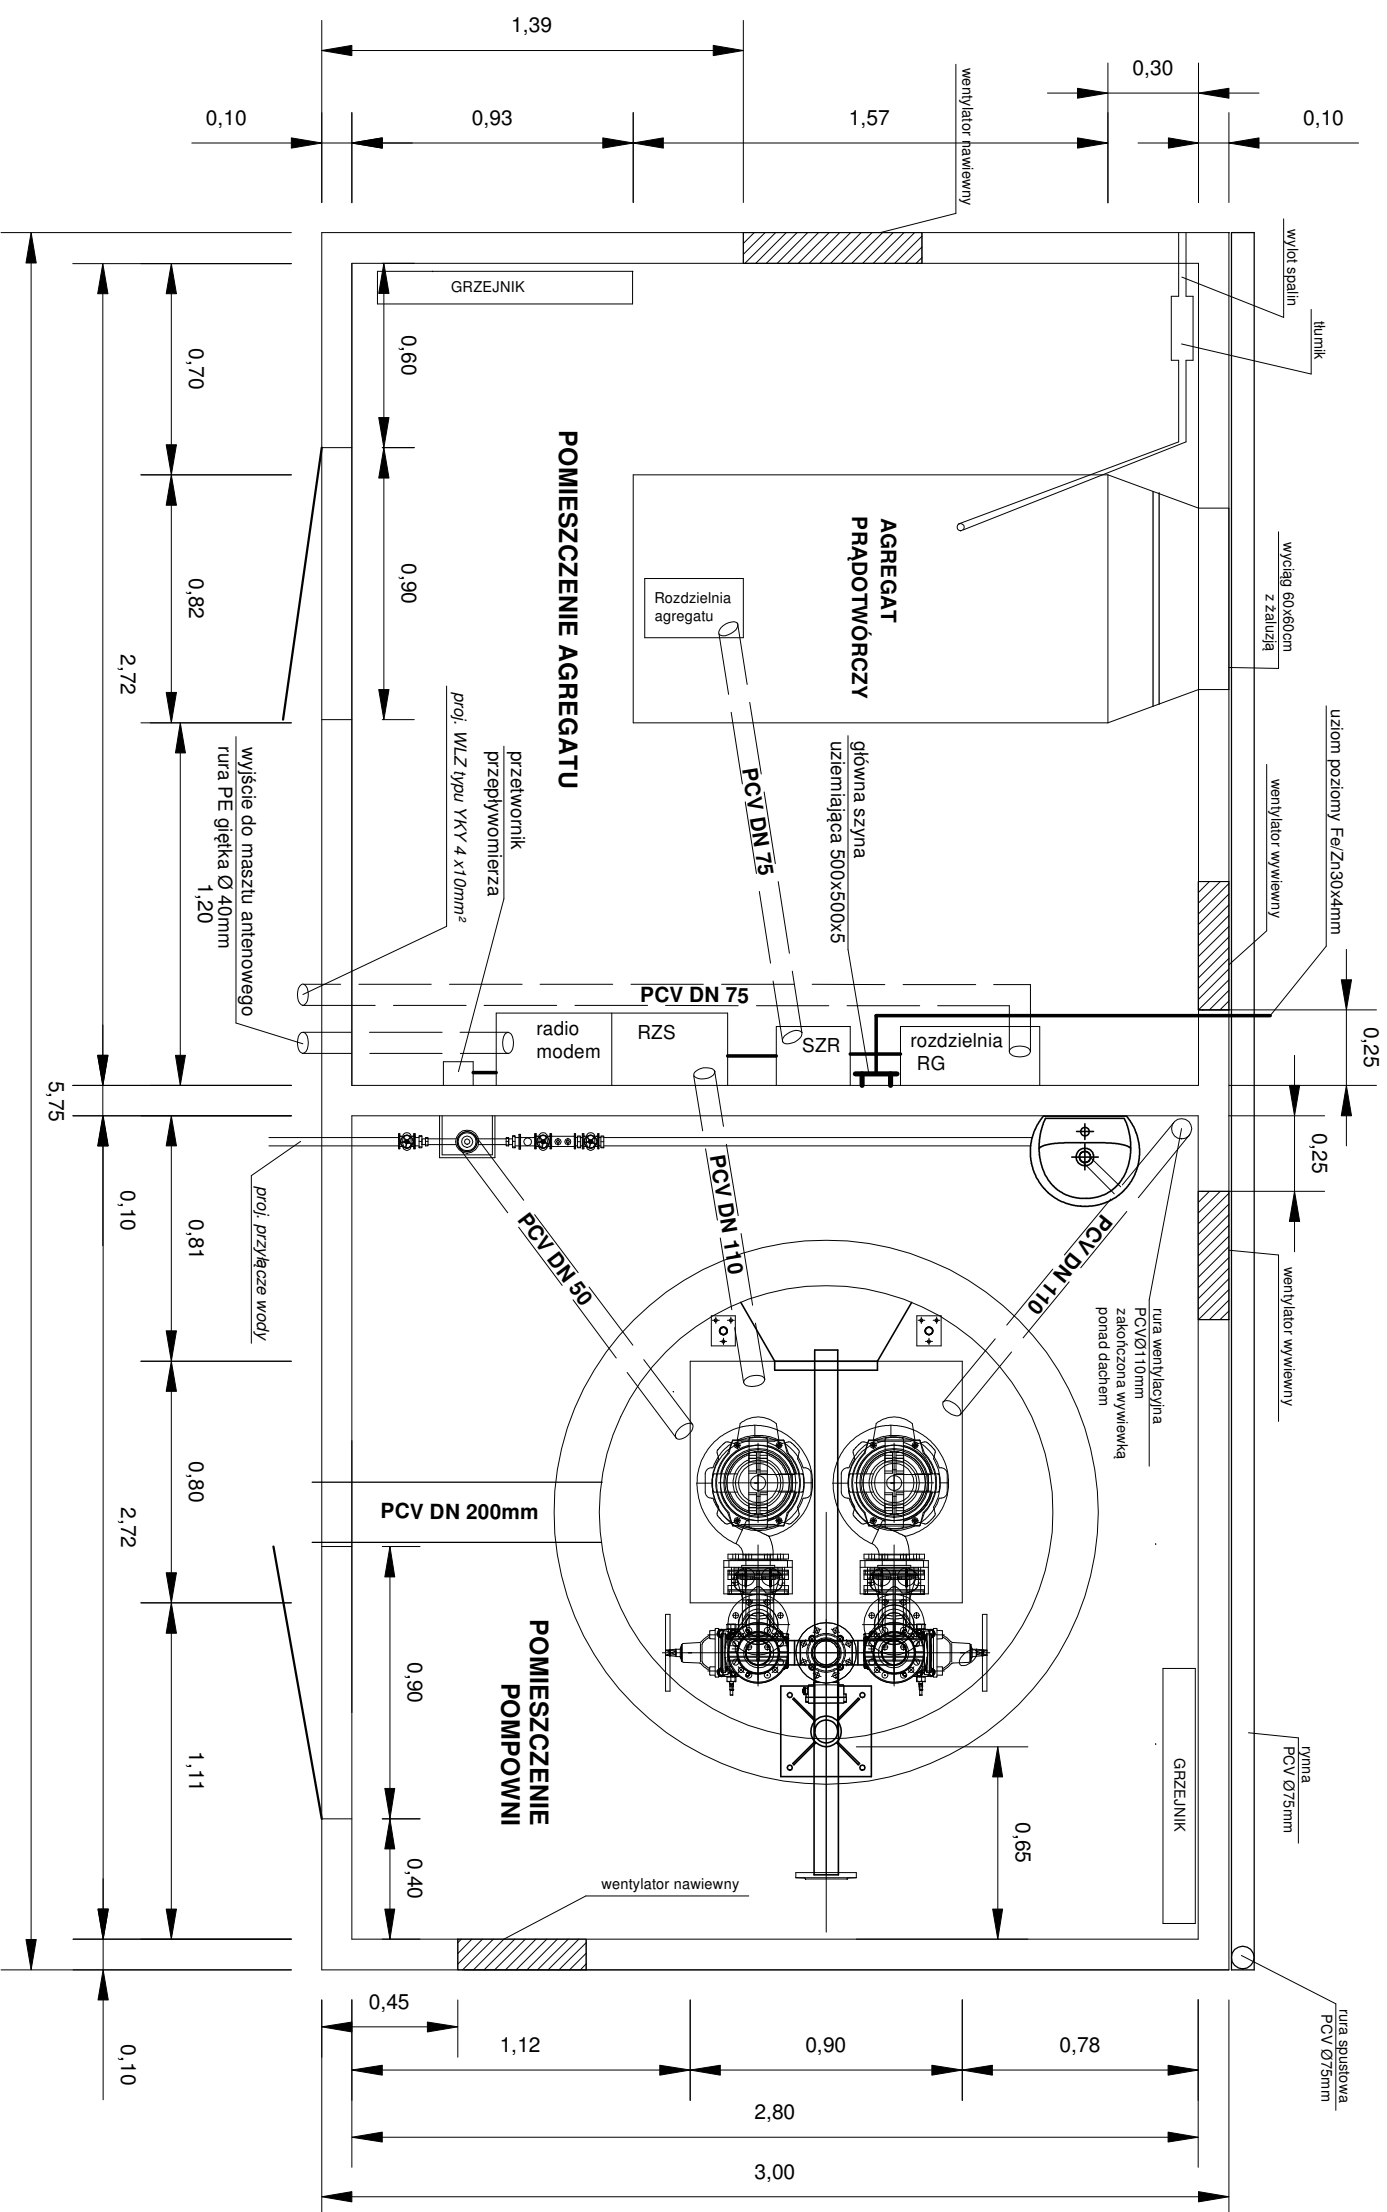 1,39
0,30
0,10
0,93
1,57
0,10
wentylator nawiewny
wylot spalin
tłumik
GRZEJNIK
0,60
0,70
POMIESZCZENIE AGREGATU
AGREGAT
PRĄDOTWÓRCZY
wyciąg 60x60cm
z żaluzją
0,90
0,82
Rozdzielnia
agregatu
2,72
PCV DN 75
główna szyna
uziemiająca 500x500x5
uziom poziomy Fe/Zn30x4mm
wentylator wywiewny
proj. WLZ typu YKY 4 x10mm²
przetwornik
przepływomierza
wyjście do masztu antenowego
rura PE giętka Ø 40mm
1,20
PCV DN 75
radio
modem
RZS
SZR
rozdzielnia
RG
0,25
5,75
0,25
proj. przyłącze wody
0,10
0,81
PCV DN 50
PCV DN 110
PCV DN 110
rura wentylacyjna
PCVØ110mm
zakończona wywiewką
ponad dachem
wentylator wywiewny
0,80
2,72
PCV DN 200mm
POMIESZCZENIE
POMPOWNI
0,90
1,11
GRZEJNIK
rynna
PCV Ø75mm
0,65
0,40
wentylator nawiewny
0,45
0,10
1,12
0,90
0,78
rura spustowa
PCV Ø75mm
2,80
3,00